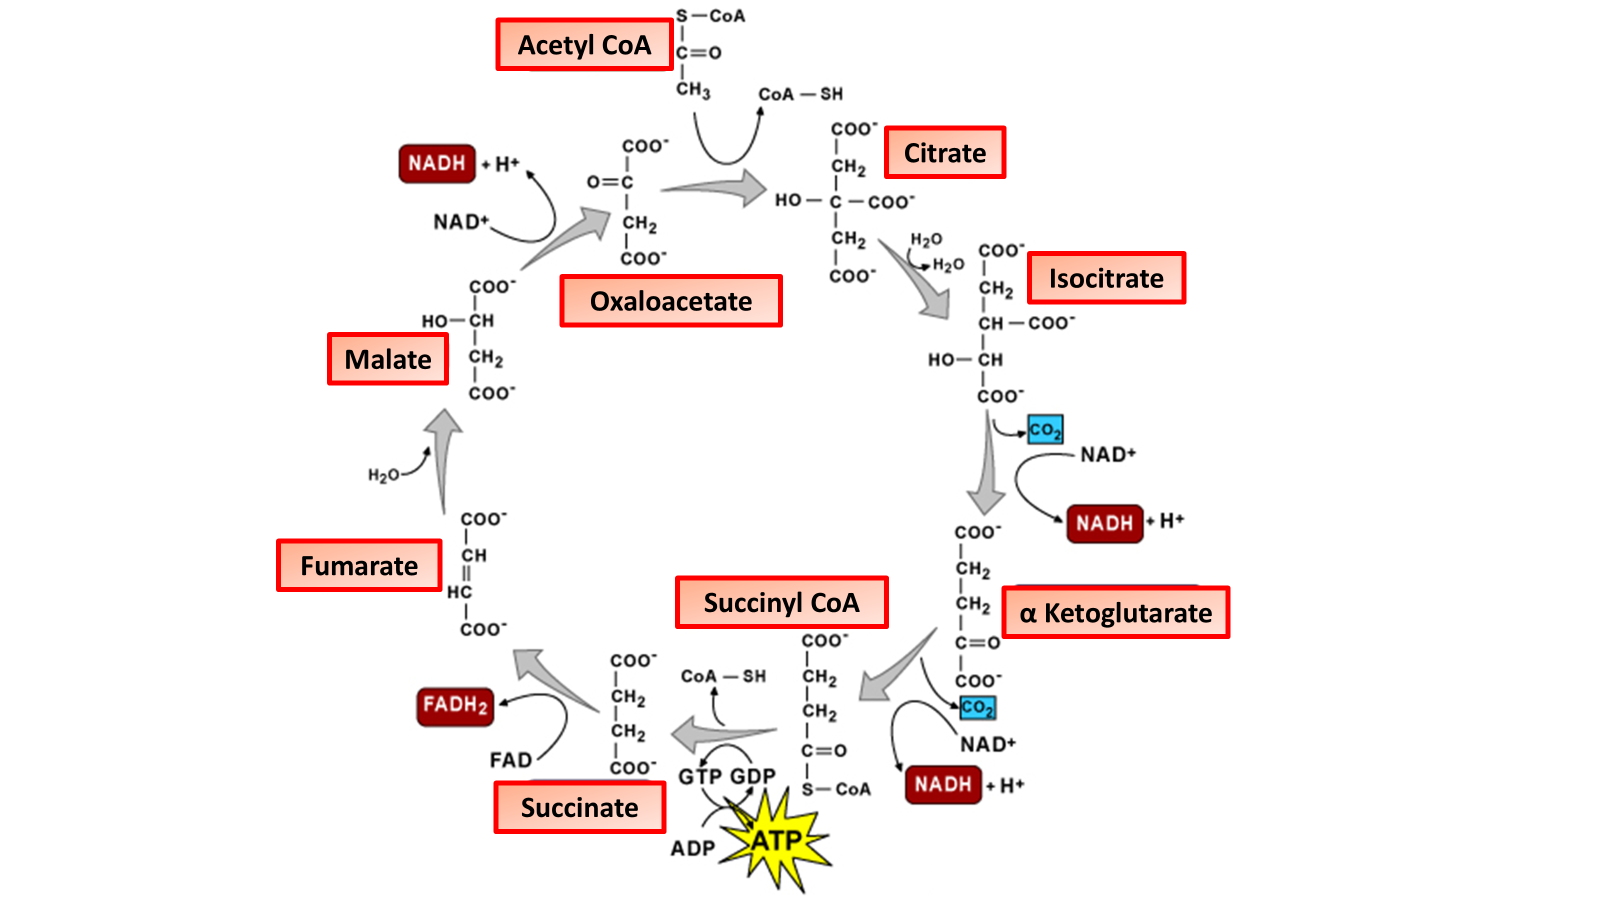 Acetyl CoA
S–CoA
C=O
CH₃
CoA – SH
COO⁻
O=C
CH₂
COO⁻
Oxaloacetate
COO⁻
CH₂
HO – C – COO⁻
CH₂
COO⁻
Citrate
H₂O
H₂O
COO⁻
CH₂
CH – COO⁻
HO – CH
COO⁻
Isocitrate
CO₂
NAD⁺
NADH + H⁺
COO⁻
CH₂
CH₂
C=O
COO⁻
α Ketoglutarate
CO₂
NAD⁺
NADH + H⁺
Succinyl CoA
COO⁻
CH₂
CH₂
C=O
S – CoA
CoA – SH
GTP GDP
ADP
ATP
COO⁻
CH₂
CH₂
COO⁻
Succinate
FAD
FADH₂
COO⁻
CH
HC
COO⁻
Fumarate
H₂O
COO⁻
HO – CH
CH₂
COO⁻
Malate
NAD⁺
NADH + H⁺